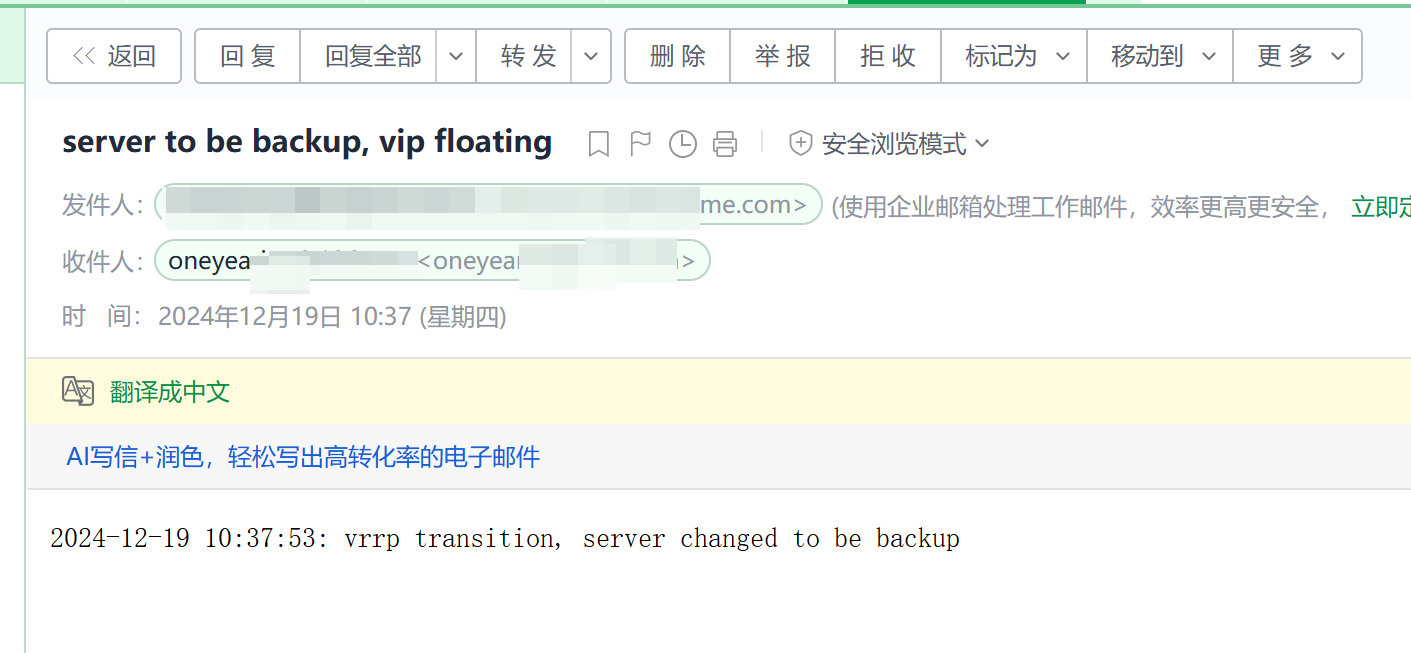 返回 回 复 回复全部 转 发 删 除 举 报 拒 收 标记为 移动到 更 多
server to be backup, vip floating 安全浏览模式
发件人： me.com> (使用企业邮箱处理工作邮件，效率更高更安全， 立即定
收件人： oneyea <oneyear >
时 间： 2024年12月19日 10:37 (星期四)
翻译成中文
AI写信+润色，轻松写出高转化率的电子邮件
2024-12-19 10:37:53: vrrp transition, server changed to be backup